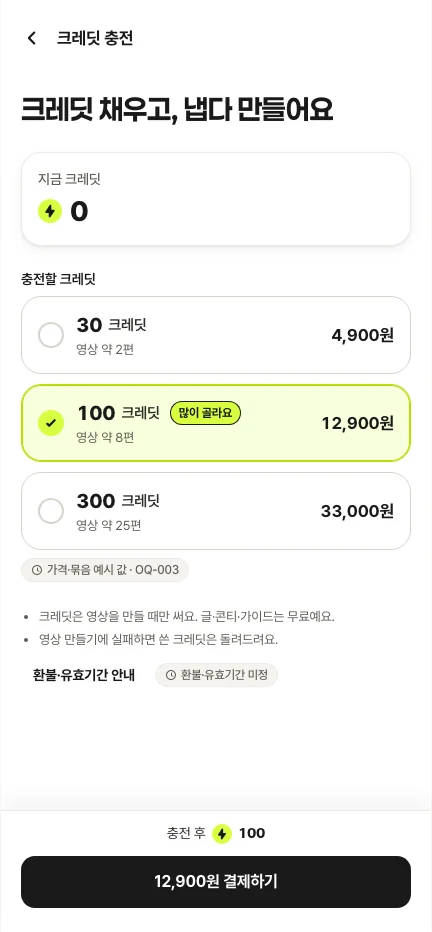 크레딧 충전
크레딧 채우고, 냅다 만들어요
지금 크레딧
0
충전할 크레딧
30 크레딧
영상 약 2편
4,900원
100 크레딧 많이 골라요
영상 약 8편
12,900원
300 크레딧
영상 약 25편
33,000원
가격·묶음 예시 값 · OQ-003
• 크레딧은 영상을 만들 때만 써요. 글·콘티·가이드는 무료예요.
• 영상 만들기에 실패하면 쓴 크레딧은 돌려드려요.
환불·유효기간 안내 환불·유효기간 미정
충전 후 100
12,900원 결제하기